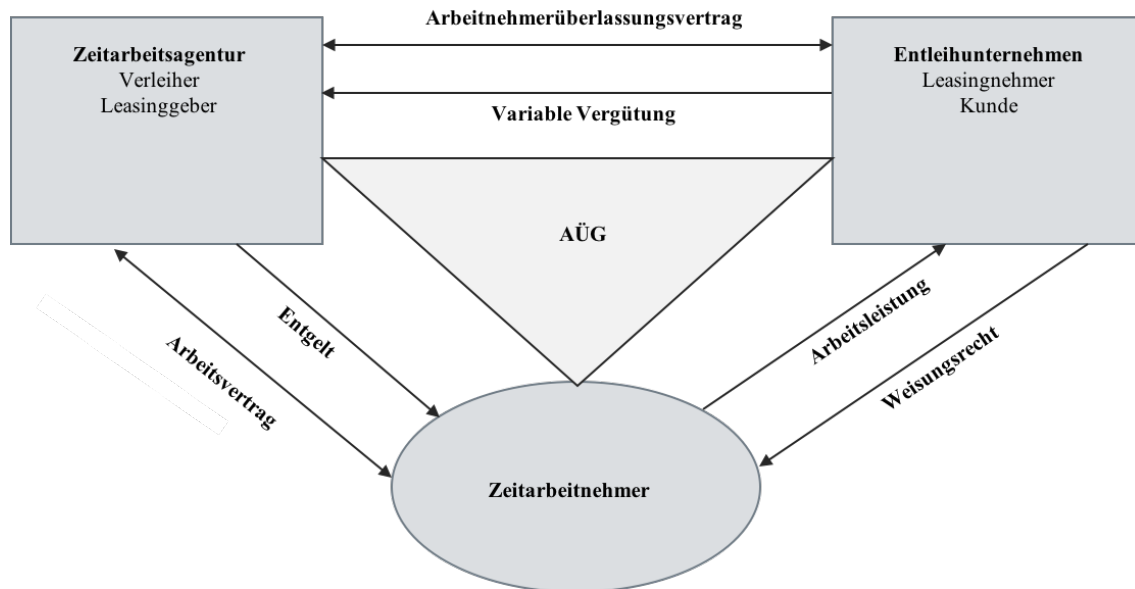 Arbeitnehmerüberlassungsvertrag
Zeitarbeitsagentur
Verleiher
Leasinggeber
Entleihunternehmen
Leasingnehmer
Kunde
Variable Vergütung
AÜG
Entgelt
Arbeitsvertrag
Arbeitsleistung
Weisungsrecht
Zeitarbeitnehmer